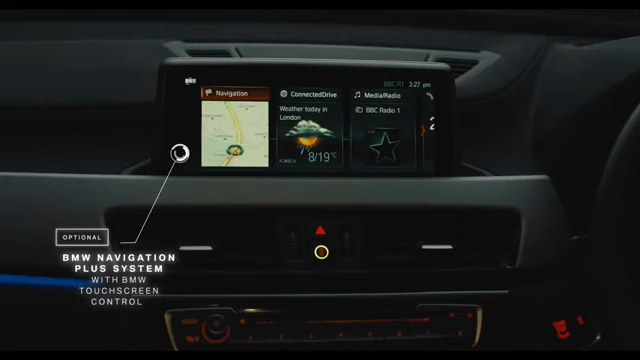 BBC R1 3:27 pm
Navigation
ConnectedDrive
Media/Radio
Weather today in
London
BBC Radio 1
8/19°C
OPTIONAL
BMW NAVIGATION
PLUS SYSTEM
WITH BMW
TOUCHSCREEN
CONTROL